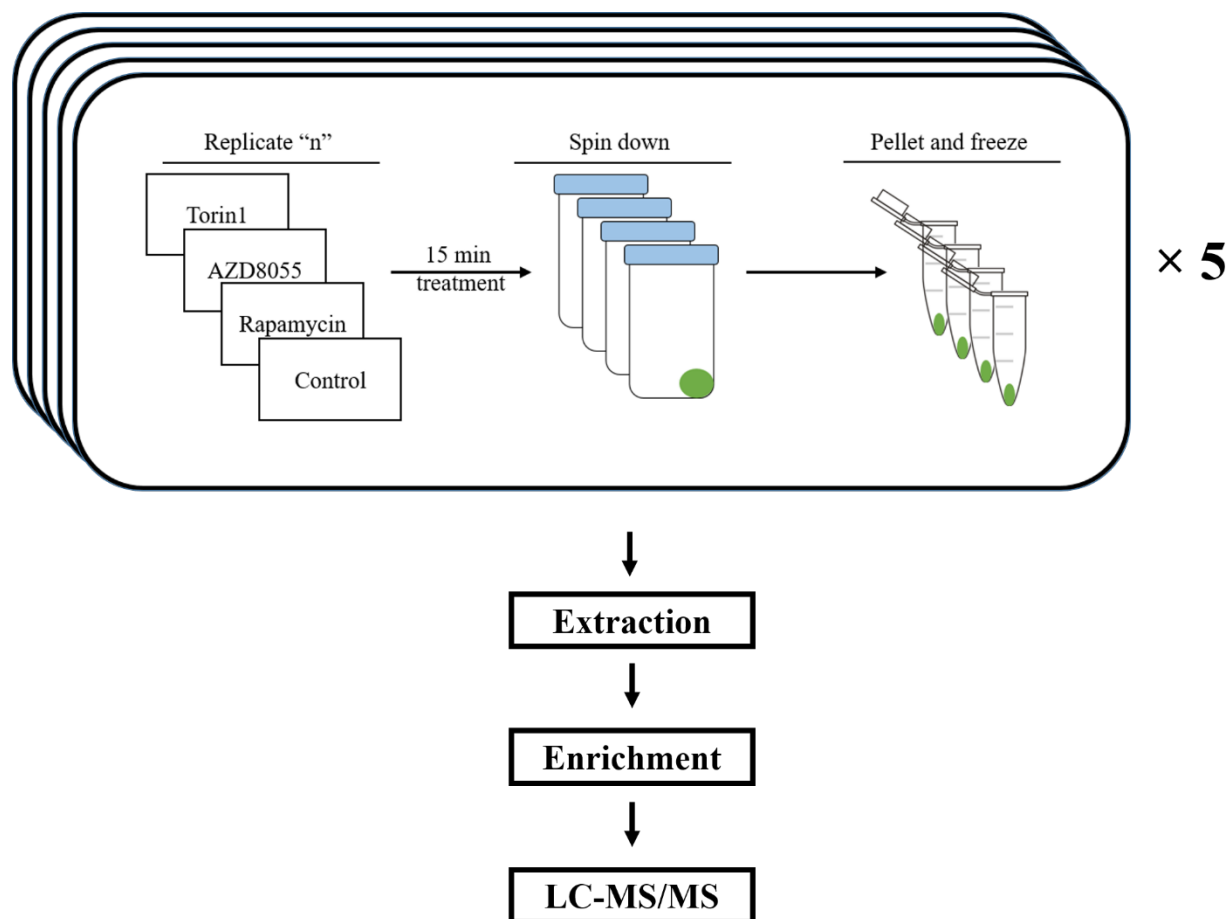 Replicate “n”
Spin down
Pellet and freeze
Torin1
AZD8055
Rapamycin
Control
15 min
treatment
× 5
Extraction
Enrichment
LC-MS/MS